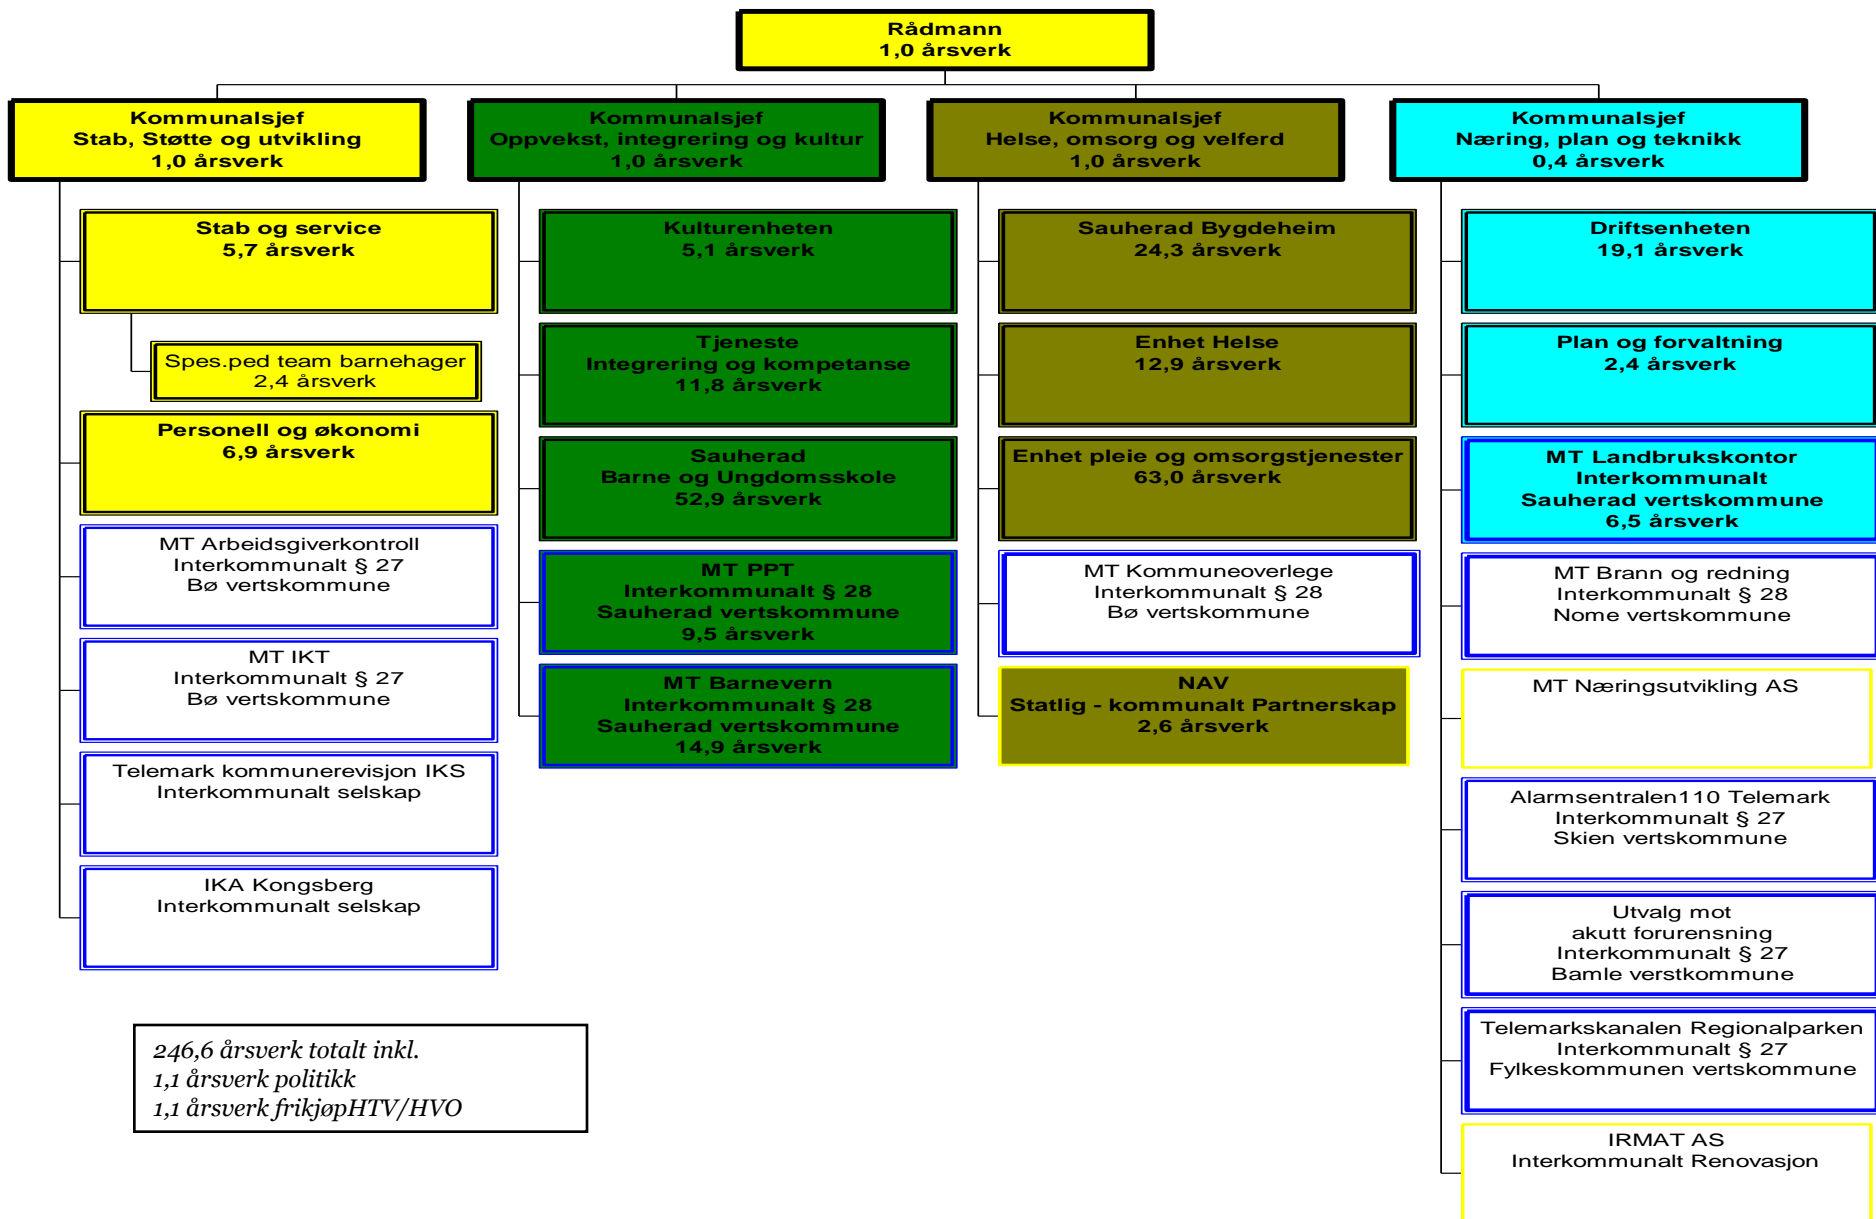 Rådmann
1,0 årsverk
Kommunalsjef
Stab, Støtte og utvikling
1,0 årsverk
Stab og service
5,7 årsverk
Spes.ped team barnehager
2,4 årsverk
Personell og økonomi
6,9 årsverk
MT Arbeidsgiverkontroll
Interkommunalt § 27
Bø vertskommune
MT IKT
Interkommunalt § 27
Bø vertskommune
Telemark kommunerevisjon IKS
Interkommunalt selskap
IKA Kongsberg
Interkommunalt selskap
Kommunalsjef
Oppvekst, integrering og kultur
1,0 årsverk
Kulturenheten
5,1 årsverk
Tjeneste
Integrering og kompetanse
11,8 årsverk
Sauherad
Barne og Ungdomsskole
52,9 årsverk
MT PPT
Interkommunalt § 28
Sauherad vertskommune
9,5 årsverk
MT Barnevern
Interkommunalt § 28
Sauherad vertskommune
14,9 årsverk
Kommunalsjef
Helse, omsorg og velferd
1,0 årsverk
Sauherad Bygdeheim
24,3 årsverk
Enhet Helse
12,9 årsverk
Enhet pleie og omsorgstjenester
63,0 årsverk
MT Kommuneoverlege
Interkommunalt § 28
Bø vertskommune
NAV
Statlig - kommunalt Partnerskap
2,6 årsverk
Kommunalsjef
Næring, plan og teknikk
0,4 årsverk
Driftsenheten
19,1 årsverk
Plan og forvaltning
2,4 årsverk
MT Landbrukskontor
Interkommunalt
Sauherad vertskommune
6,5 årsverk
MT Brann og redning
Interkommunalt § 28
Nome vertskommune
MT Næringsutvikling AS
Alarmsentralen110 Telemark
Interkommunalt § 27
Skien vertskommune
Utvalg mot
akutt forurensning
Interkommunalt § 27
Bamle verstkommune
Telemarkskanalen Regionalparken
Interkommunalt § 27
Fylkeskommunen vertskommune
IRMAT AS
Interkommunalt Renovasjon
246,6 årsverk totalt inkl.
1,1 årsverk politikk
1,1 årsverk frikjøpHTV/HVO